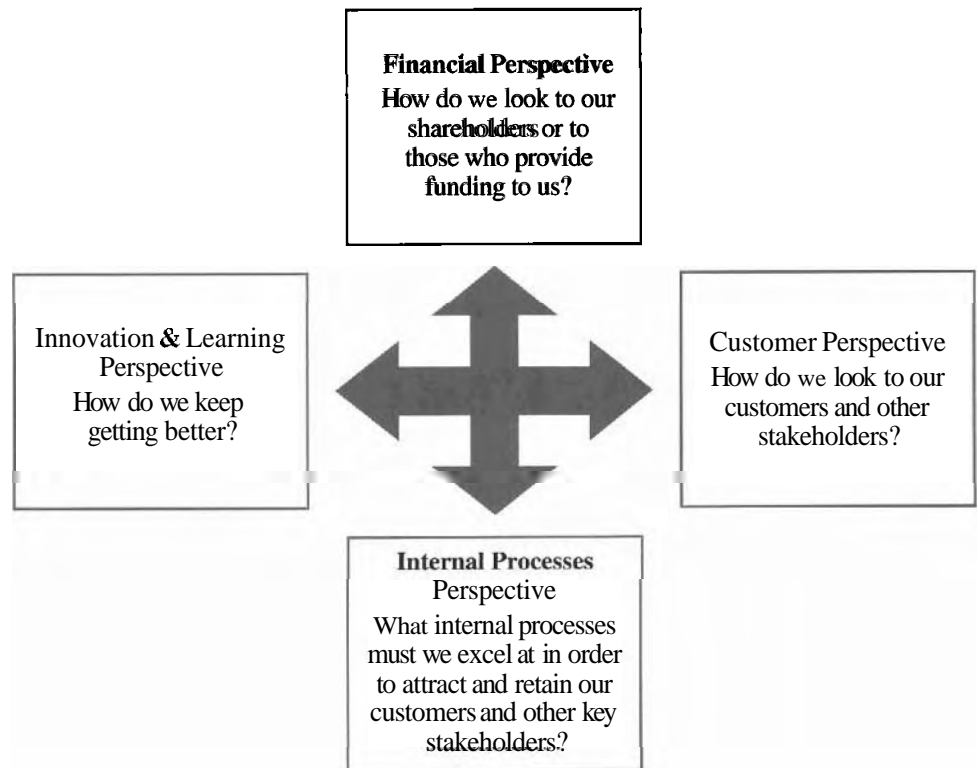 Financial Perspective
How do we look to our
shareholders or to
those who provide
funding to us?
Innovation & Learning
Perspective
How do we keep
getting better?
Customer Perspective
How do we look to our
customers and other
stakeholders?
Internal Processes
Perspective
What internal processes
must we excel at in order
to attract and retain our
customers and other key
stakeholders?